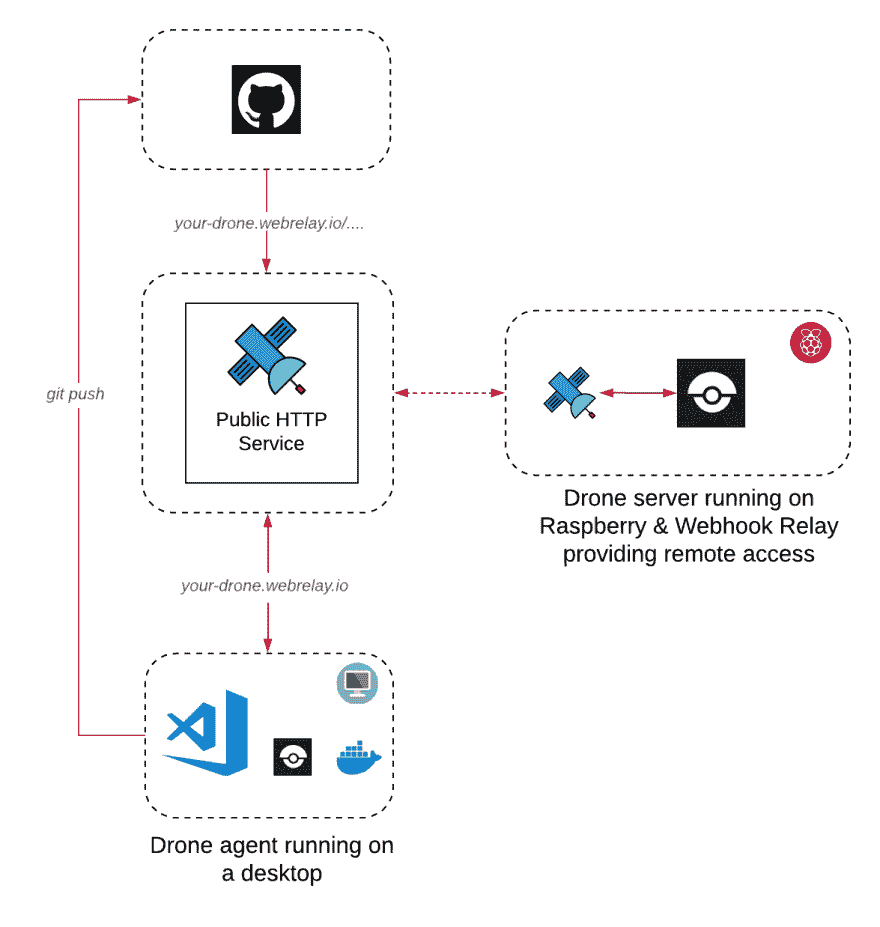 your-drone.webrelay.io/....
Public HTTP
Service
git push
Drone server running on
Raspberry & Webhook Relay
providing remote access
your-drone.webrelay.io
Drone agent running on
a desktop